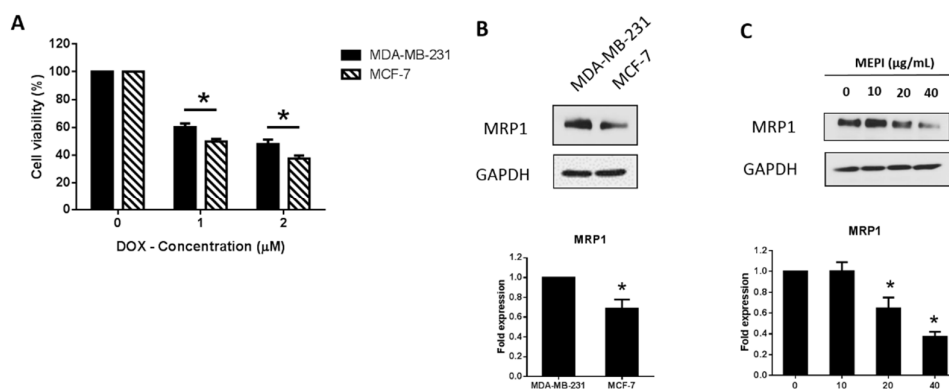 A
120
100
80
60
40
20
0
Cell viability (%)
MDA-MB-231
MCF-7
*
*
0 1 2
DOX - Concentration (μM)
B
MDA-MB-231
MCF-7
MRP1
GAPDH
MRP1
1.2
1.0
0.8
0.6
0.4
0.2
0.0
Fold expression
*
MDA-MB-231 MCF-7
C
MEPI (μg/mL)
0 10 20 40
MRP1
GAPDH
MRP1
1.2
1.0
0.8
0.6
0.4
0.2
0.0
Fold expression
*
*
0 10 20 40